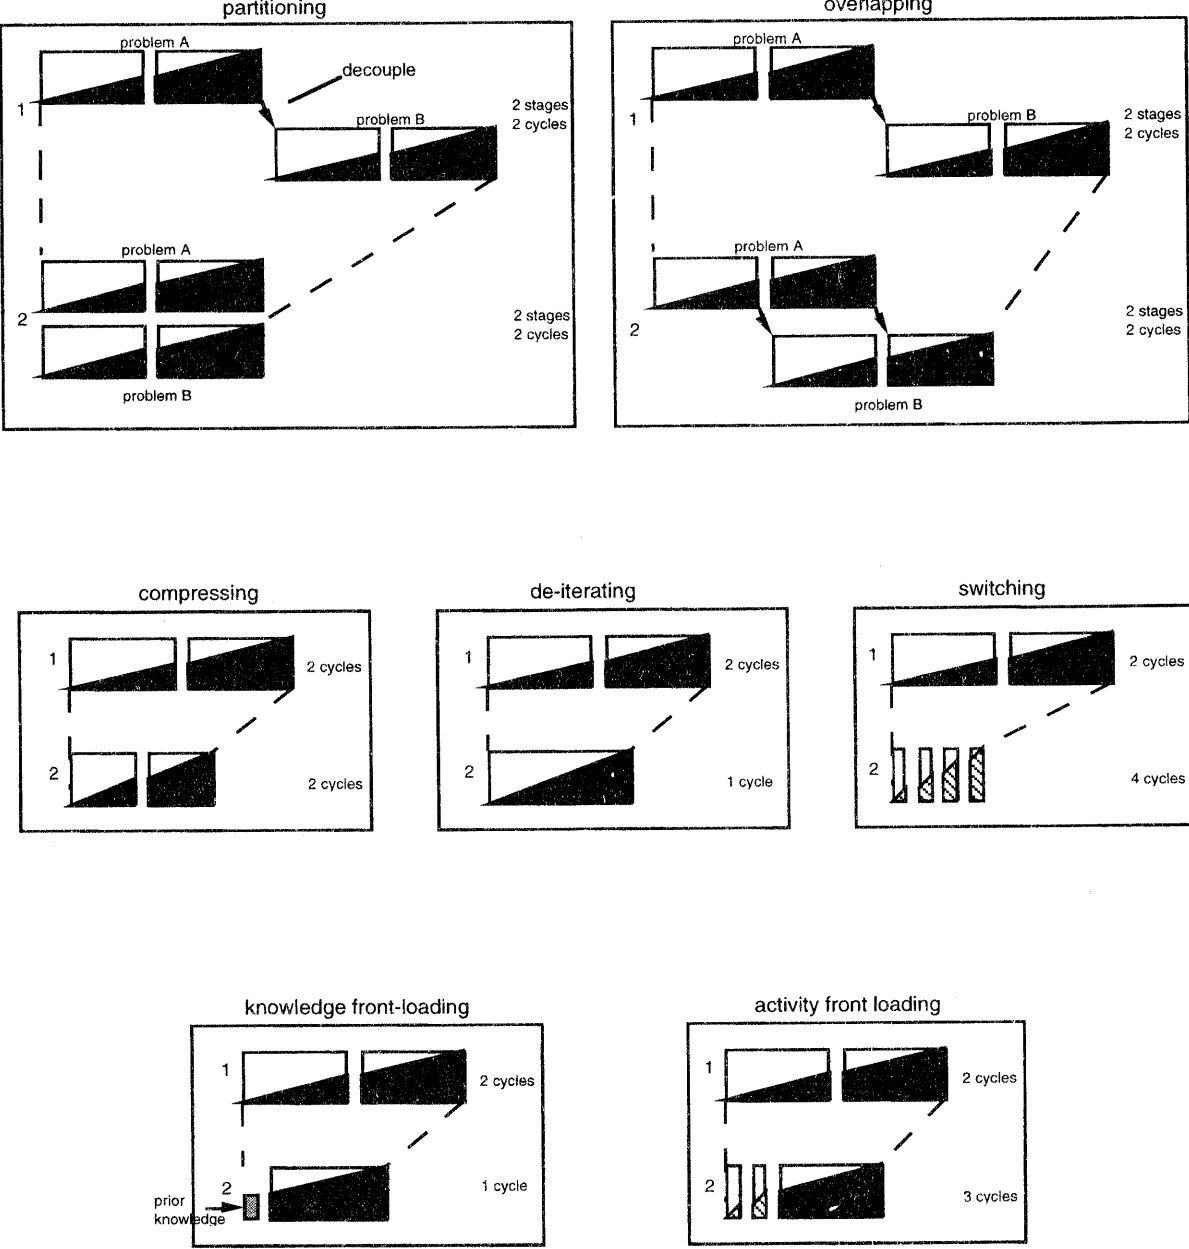 partitioning
problem A
decouple
1
2 stages
2 cycles
problem B
problem A
2
2 stages
2 cycles
problem B
overlapping
problem A
1
2 stages
2 cycles
problem B
problem A
2
2 stages
2 cycles
problem B
compressing
1
2 cycles
2
2 cycles
de-iterating
1
2 cycles
2
1 cycle
switching
1
2 cycles
2
4 cycles
knowledge front-loading
1
2 cycles
2
1 cycle
prior
knowledge
activity front loading
1
2 cycles
2
3 cycles